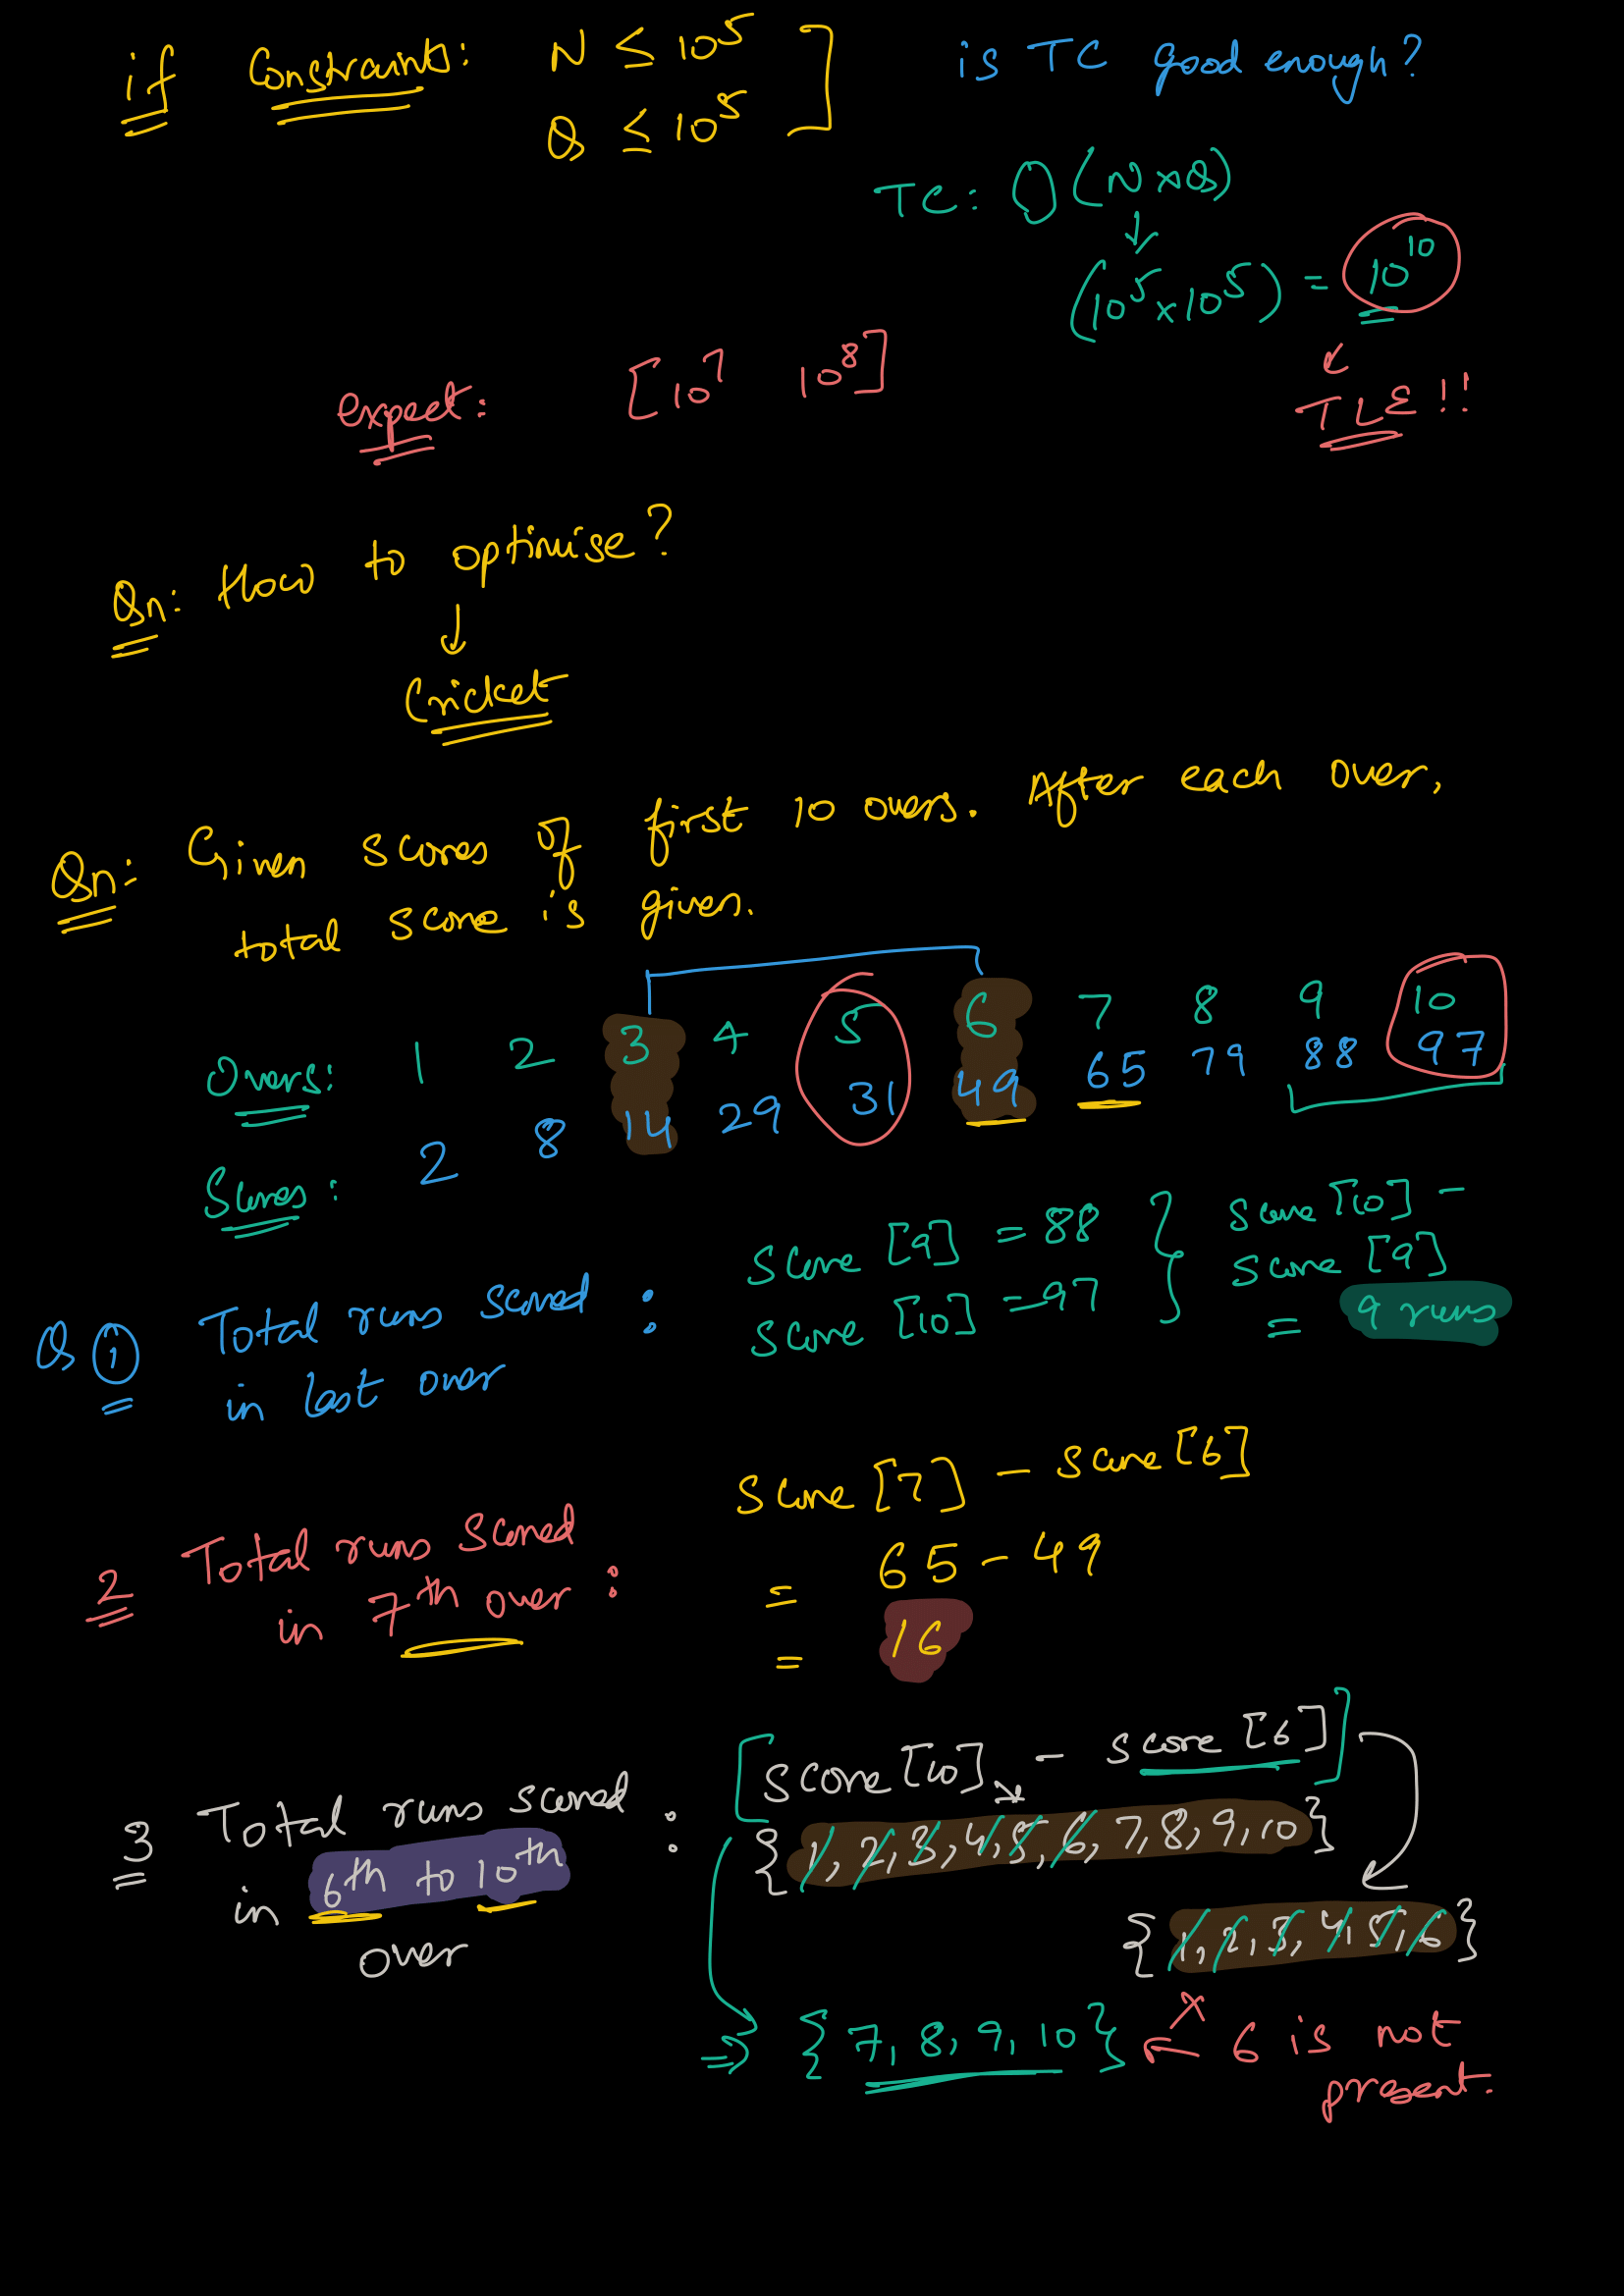 if Constraints: N ≤ 10^5 ] is TC good enough?
Q ≤ 10^5
TC: O(N×Q)
↓
(10^5×10^5) = 10^10
expect: [10^7 10^8]
TLE!!
Qn: How to optimise?
↓
Cricket
Qn: Given scores of first 10 overs. After each over,
total score is given.
Overs: 1 2 3 4 5 6 7 8 9 10
Scores: 2 8 14 29 31 49 65 79 88 97
Q 1 Total runs scored : score [9] = 88 } score [10] -
in last over score [10] = 97 score [9]
= 9 runs
2 Total runs scored score [7] - score [6]
in 7th over : = 65 - 49
= 16
3 Total runs scored : [score [10] - score [6]]
in 6th to 10th {1, 2, 3, 4, 5, 6, 7, 8, 9, 10}
over {1, 2, 3, 4, 5, 6}
⇒ {7, 8, 9, 10} ← x 6 is not
present.